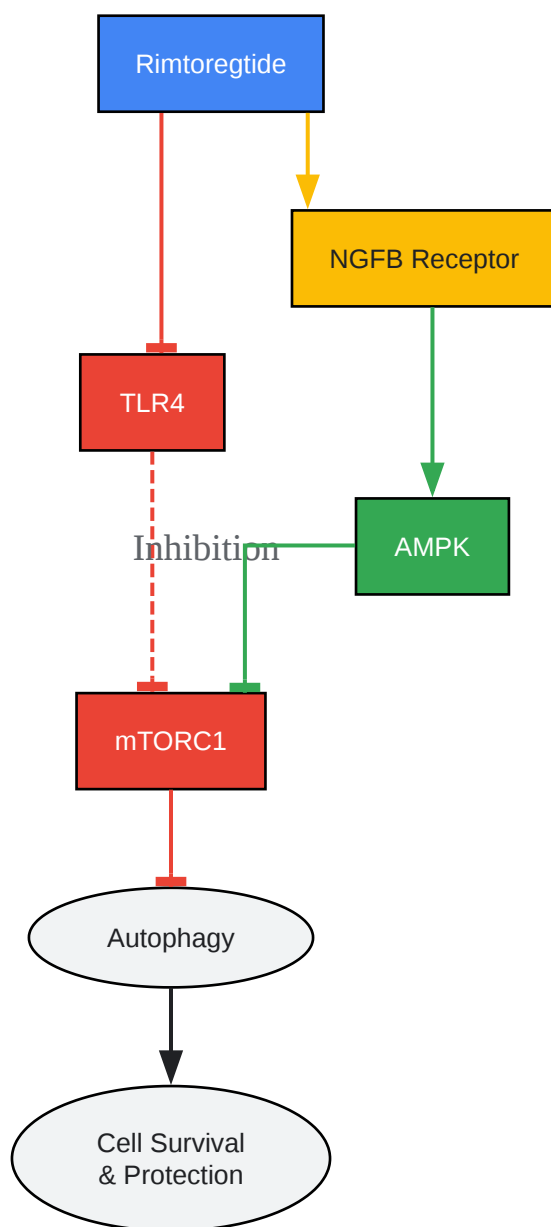 Rimtoregtide
NGFB Receptor
TLR4
Inhibition
AMPK
mTORC1
Autophagy
Cell Survival
& Protection